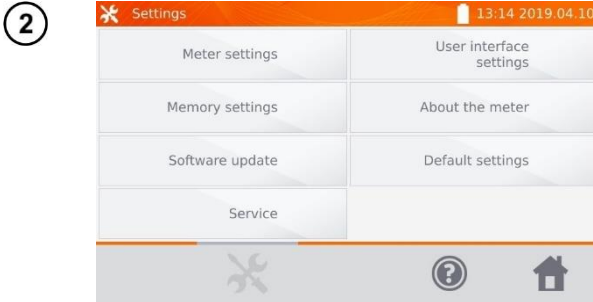 2
Settings
13:14 2019.04.10
Meter settings
User interface
settings
Memory settings
About the meter
Software update
Default settings
Service
?